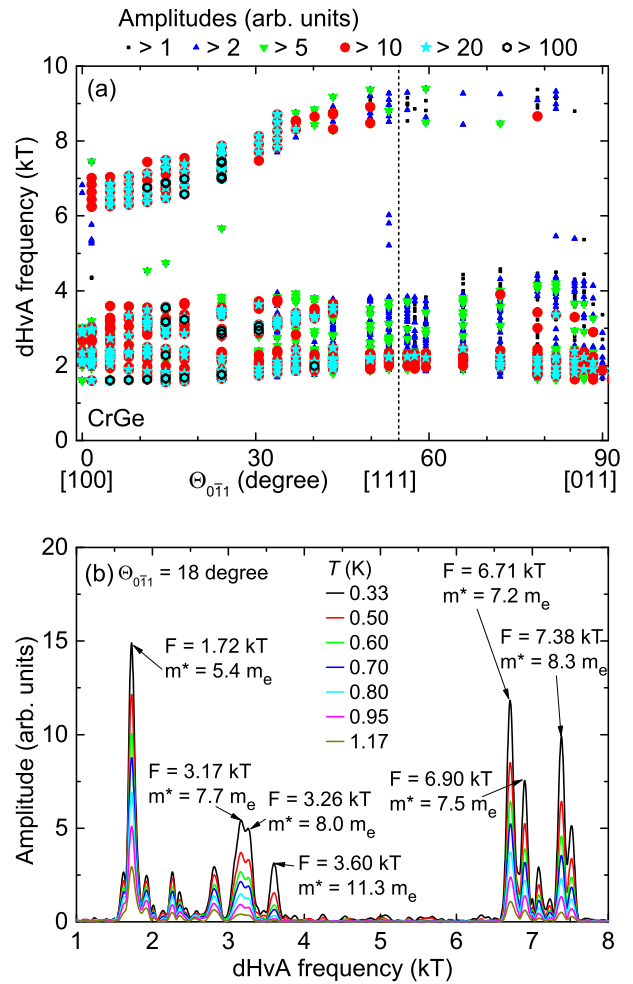 Amplitudes (arb. units)
> 1 > 2 > 5 > 10 > 20 > 100
(a)
10
8
6
4
2
0
dHvA frequency (kT)
CrGe
0 30 60 90
[100] Θ01̄1 (degree) [111] [011]
(b) Θ01̄1 = 18 degree
T (K)
0.33
0.50
0.60
0.70
0.80
0.95
1.17
F = 1.72 kT
m* = 5.4 me
F = 3.17 kT
m* = 7.7 me
F = 3.26 kT
m* = 8.0 me
F = 3.60 kT
m* = 11.3 me
F = 6.71 kT
m* = 7.2 me
F = 7.38 kT
m* = 8.3 me
F = 6.90 kT
m* = 7.5 me
20
15
10
5
0
Amplitude (arb. units)
1 2 3 4 5 6 7 8
dHvA frequency (kT)